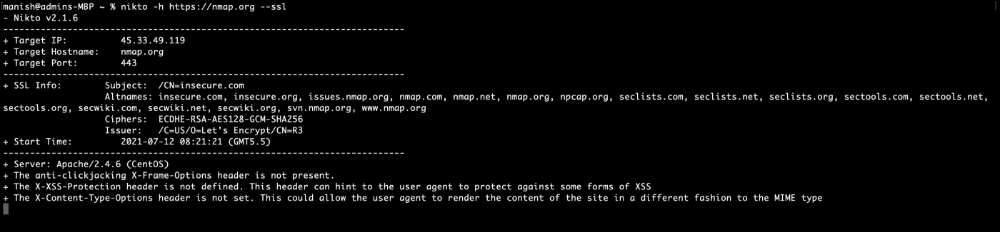 manish@admins-MBP ~ % nikto -h https://nmap.org --ssl
- Nikto v2.1.6
---------------------------------------------------------------------------
+ Target IP:          45.33.49.119
+ Target Hostname:    nmap.org
+ Target Port:        443
---------------------------------------------------------------------------
+ SSL Info:        Subject:  /CN=insecure.com
                   Altnames: insecure.com, insecure.org, issues.nmap.org, nmap.com, nmap.net, nmap.org, npcap.org, seclists.com, seclists.net, seclists.org, sectools.com, sectools.net,
sectools.org, secwiki.com, secwiki.net, secwiki.org, svn.nmap.org, www.nmap.org
                   Ciphers:  ECDHE-RSA-AES128-GCM-SHA256
                   Issuer:   /C=US/O=Let's Encrypt/CN=R3
+ Start Time:         2021-07-12 08:21:21 (GMT5.5)
---------------------------------------------------------------------------
+ Server: Apache/2.4.6 (CentOS)
+ The anti-clickjacking X-Frame-Options header is not present.
+ The X-XSS-Protection header is not defined. This header can hint to the user agent to protect against some forms of XSS
+ The X-Content-Type-Options header is not set. This could allow the user agent to render the content of the site in a different fashion to the MIME type